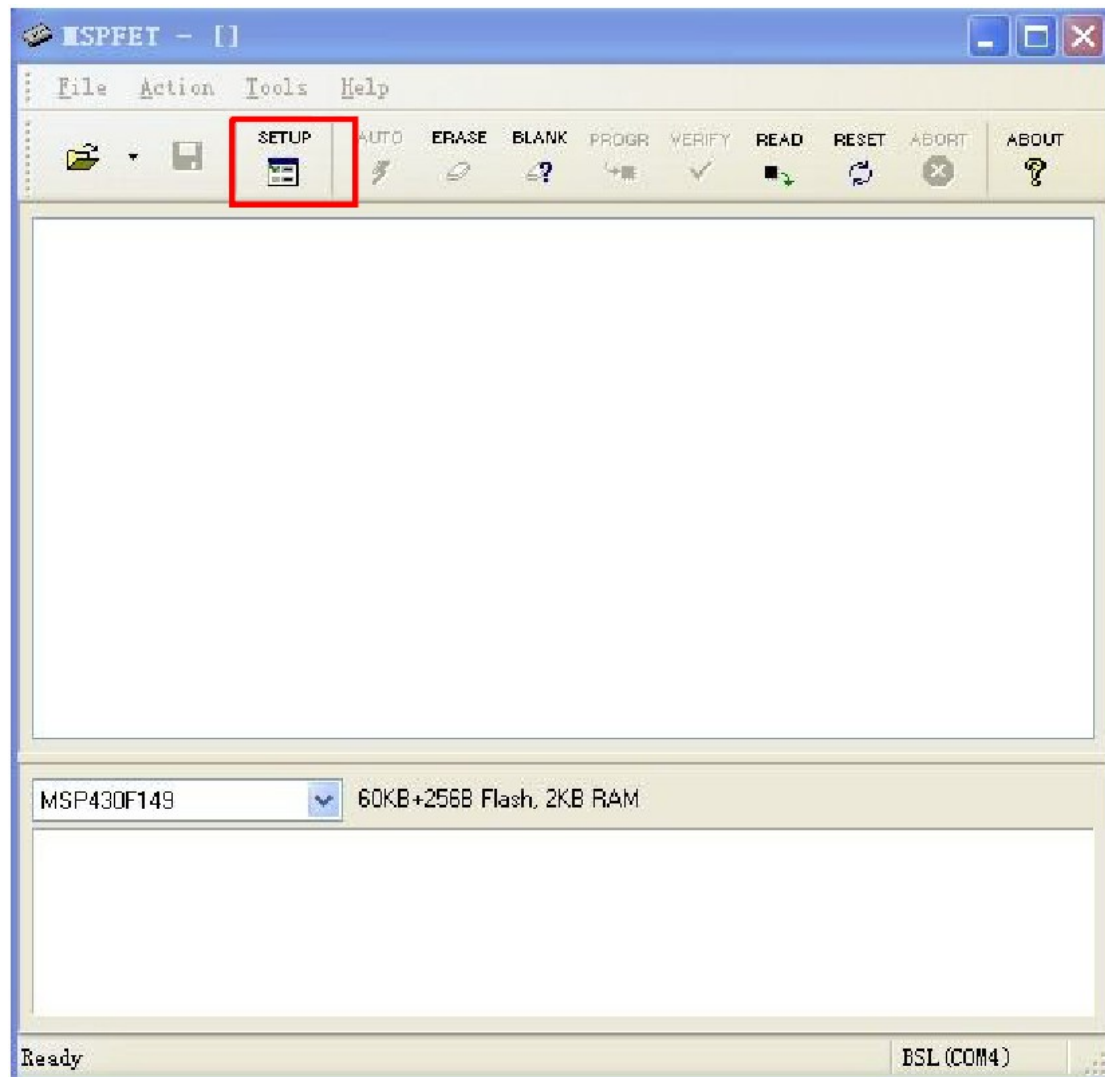 MSPFET - []
File Action Tools Help
SETUP AUTO ERASE BLANK PROGR VERIFY READ RESET ABORT ABOUT
MSP430F149 60KB+256B Flash, 2KB RAM
Ready BSL(COM4)